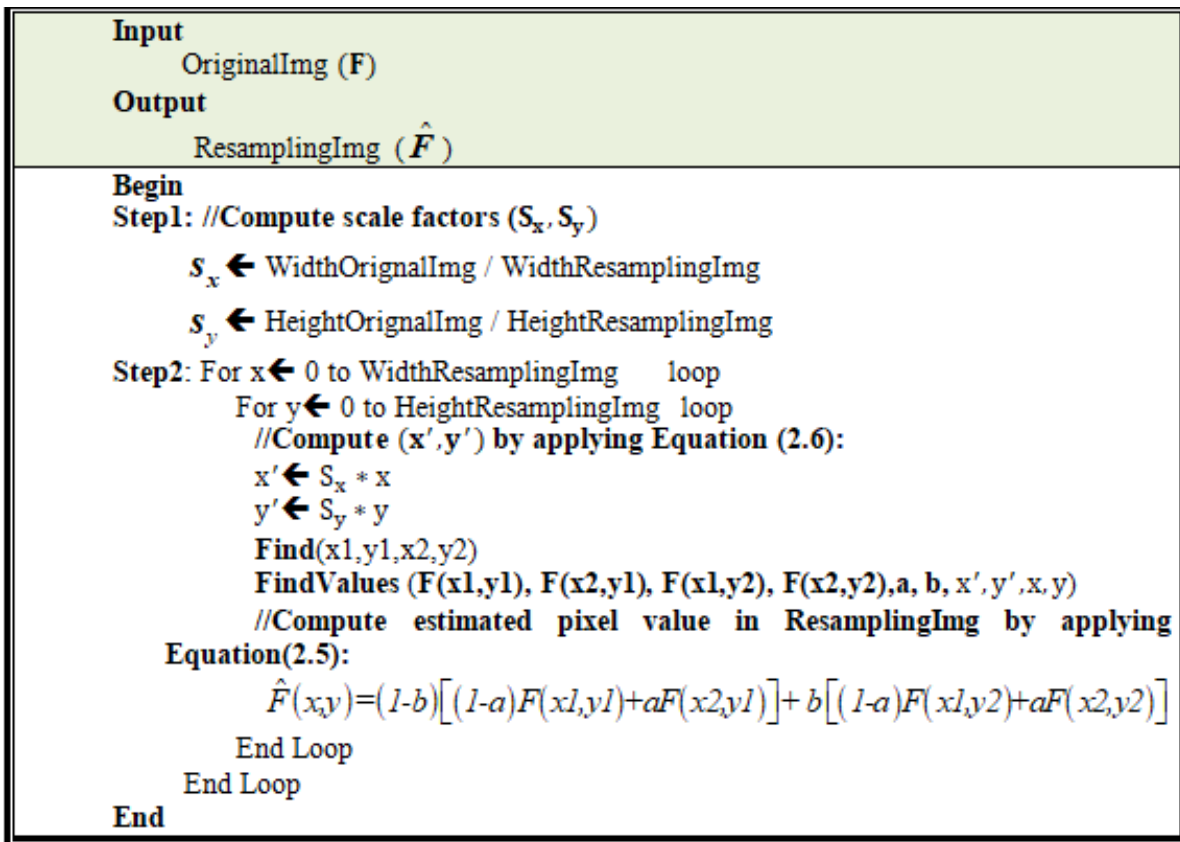 Input
OriginalImg (F)
Output
ResamplingImg (F̂)
Begin
Step1: //Compute scale factors (Sₓ, Sᵧ)
Sₓ 🡸 WidthOrignalImg / WidthResamplingImg
Sᵧ 🡸 HeightOrignalImg / HeightResamplingImg
Step2: For x🡸 0 to WidthResamplingImg loop
For y🡸 0 to HeightResamplingImg loop
//Compute (x′,y′) by applying Equation (2.6):
x′🡸 Sₓ * x
y′🡸 Sᵧ * y
Find(x1,y1,x2,y2)
FindValues (F(x1,y1), F(x2,y1), F(x1,y2), F(x2,y2),a, b, x′,y′,x,y)
//Compute estimated pixel value in ResamplingImg by applying
Equation(2.5):
F̂(x,y)=(1-b)[(1-a)F(x1,y1)+aF(x2,y1)]+ b[(1-a)F(x1,y2)+aF(x2,y2)]
End Loop
End Loop
End